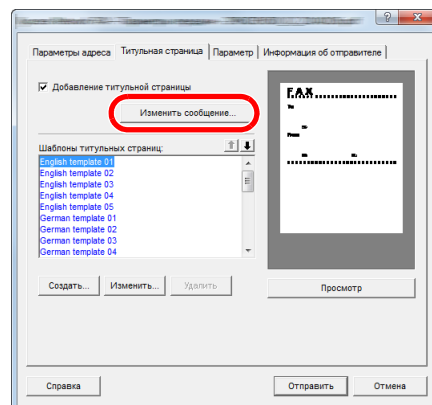 Параметры адреса Титульная страница Параметр Информация об отправителе
Добавление титульной страницы
Изменить сообщение...
Шаблоны титульных страниц:
English template 01
English template 02
English template 03
English template 04
English template 05
German template 01
German template 02
German template 03
German template 04
Создать... Изменить... Удалить
FAX
To:
From:
Просмотр
Справка Отправить Отмена